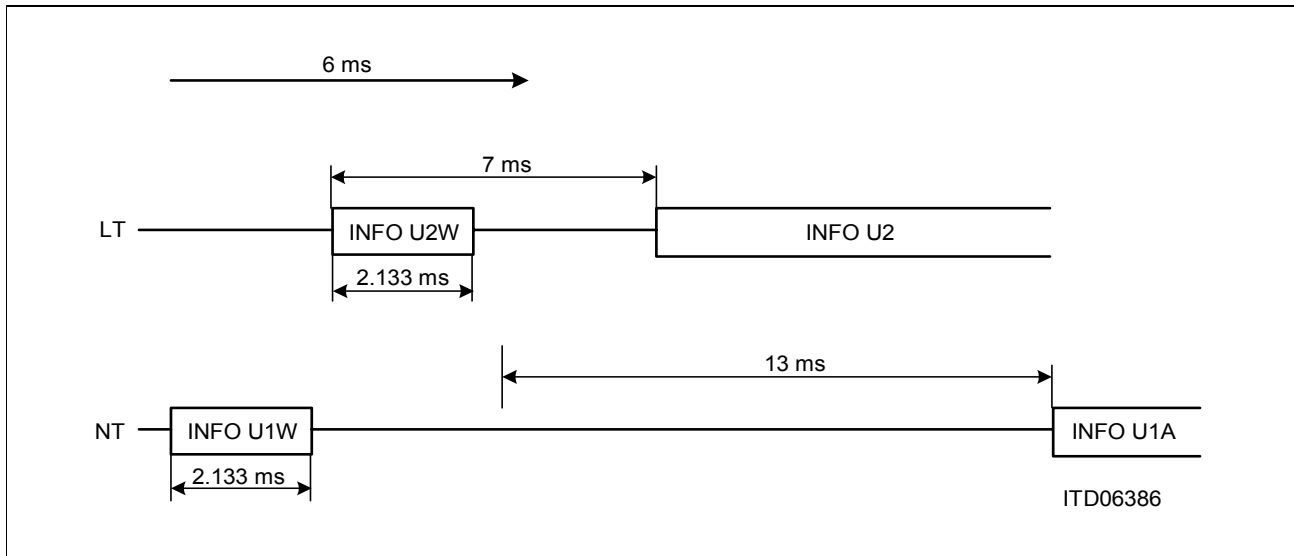 6 ms
7 ms
LT
INFO U2W
INFO U2
2.133 ms
13 ms
NT
INFO U1W
INFO U1A
2.133 ms
ITD06386